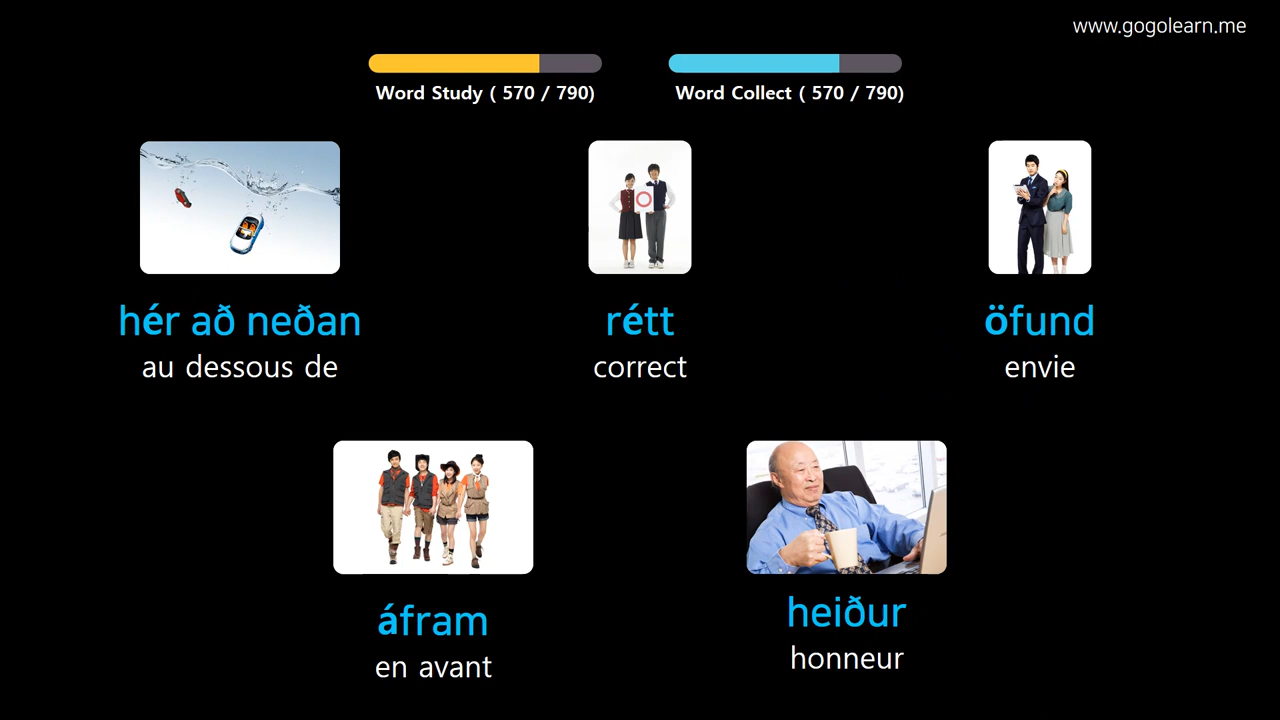 www.gogolearn.me
Word Study ( 570 / 790)
Word Collect ( 570 / 790)
hér að neðan
au dessous de
rétt
correct
öfund
envie
áfram
en avant
heiður
honneur